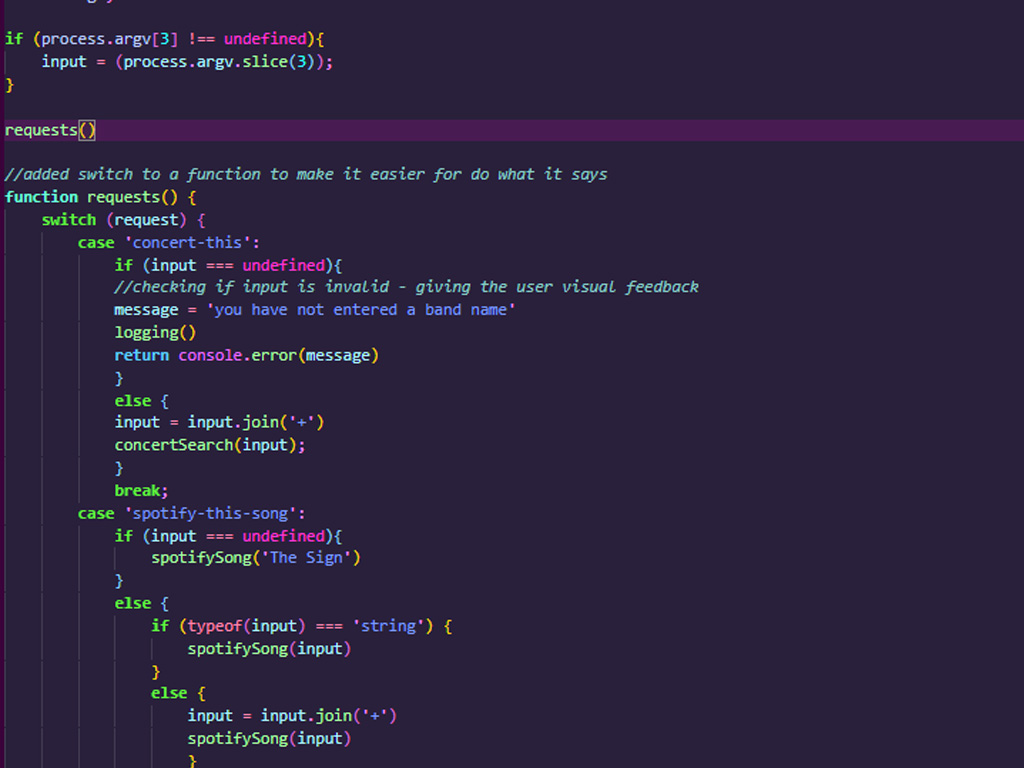 if (process.argv[3] !== undefined){
    input = (process.argv.slice(3));
}
requests()
//added switch to a function to make it easier for do what it says
function requests() {
    switch (request) {
        case 'concert-this':
            if (input === undefined){
            //checking if input is invalid - giving the user visual feedback
            message = 'you have not entered a band name'
            logging()
            return console.error(message)
            }
            else {
            input = input.join('+')
            concertSearch(input);
            }
            break;
        case 'spotify-this-song':
            if (input === undefined){
                spotifySong('The Sign')
            }
            else {
                if (typeof(input) === 'string') {
                    spotifySong(input)
                }
                else {
                    input = input.join('+')
                    spotifySong(input)
                    }